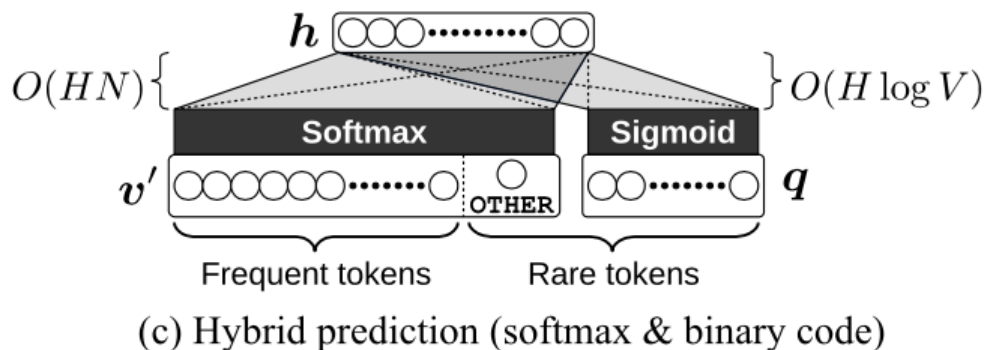 h
O(HN)
O(H log V)
Softmax
Sigmoid
v′
OTHER
q
Frequent tokens
Rare tokens
(c) Hybrid prediction (softmax & binary code)